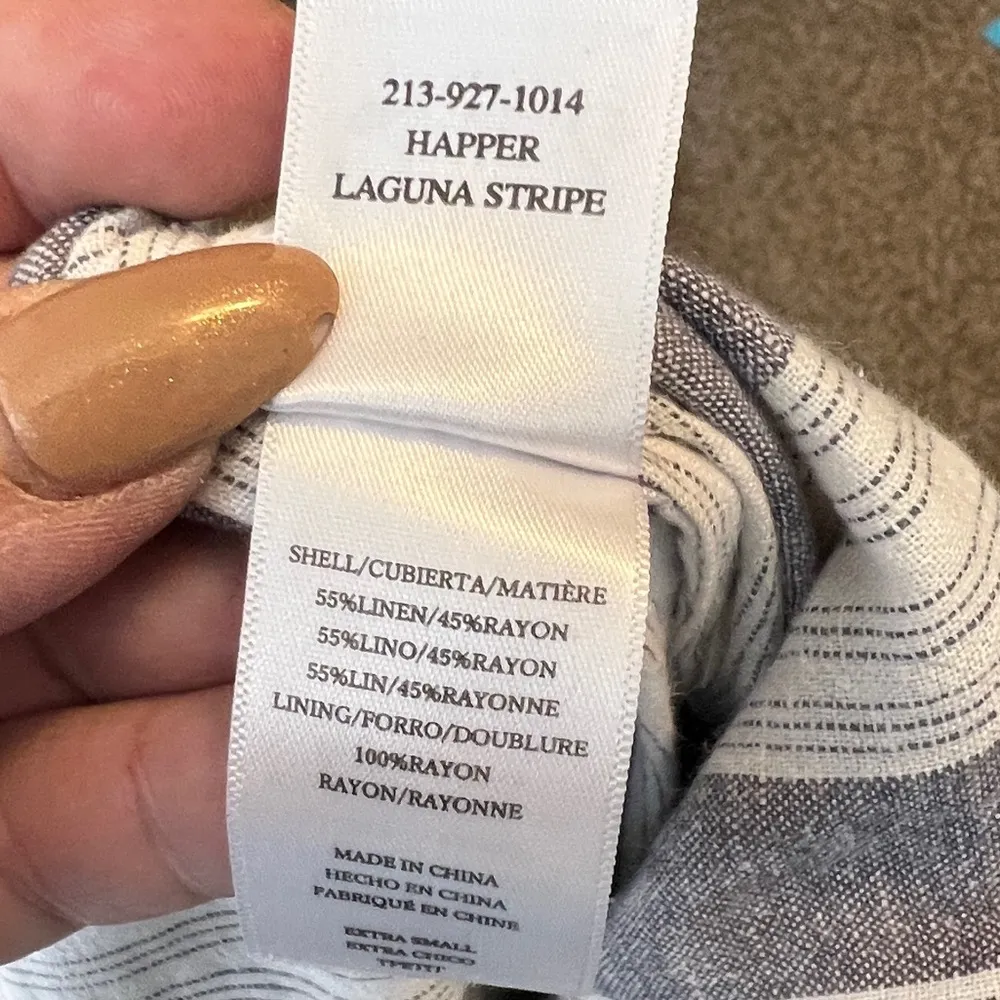 213-927-1014
HAPPER
LAGUNA STRIPE
SHELL/CUBIERTA/MATIÈRE
55%LINEN/45%RAYON
55%LINO/45%RAYON
55%LIN/45%RAYONNE
LINING/FORRO/DOUBLURE
100%RAYON
RAYON/RAYONNE
MADE IN CHINA
HECHO EN CHINA
FABRIQUÉ EN CHINE
EXTRA SMALL
EXTRA CHICO